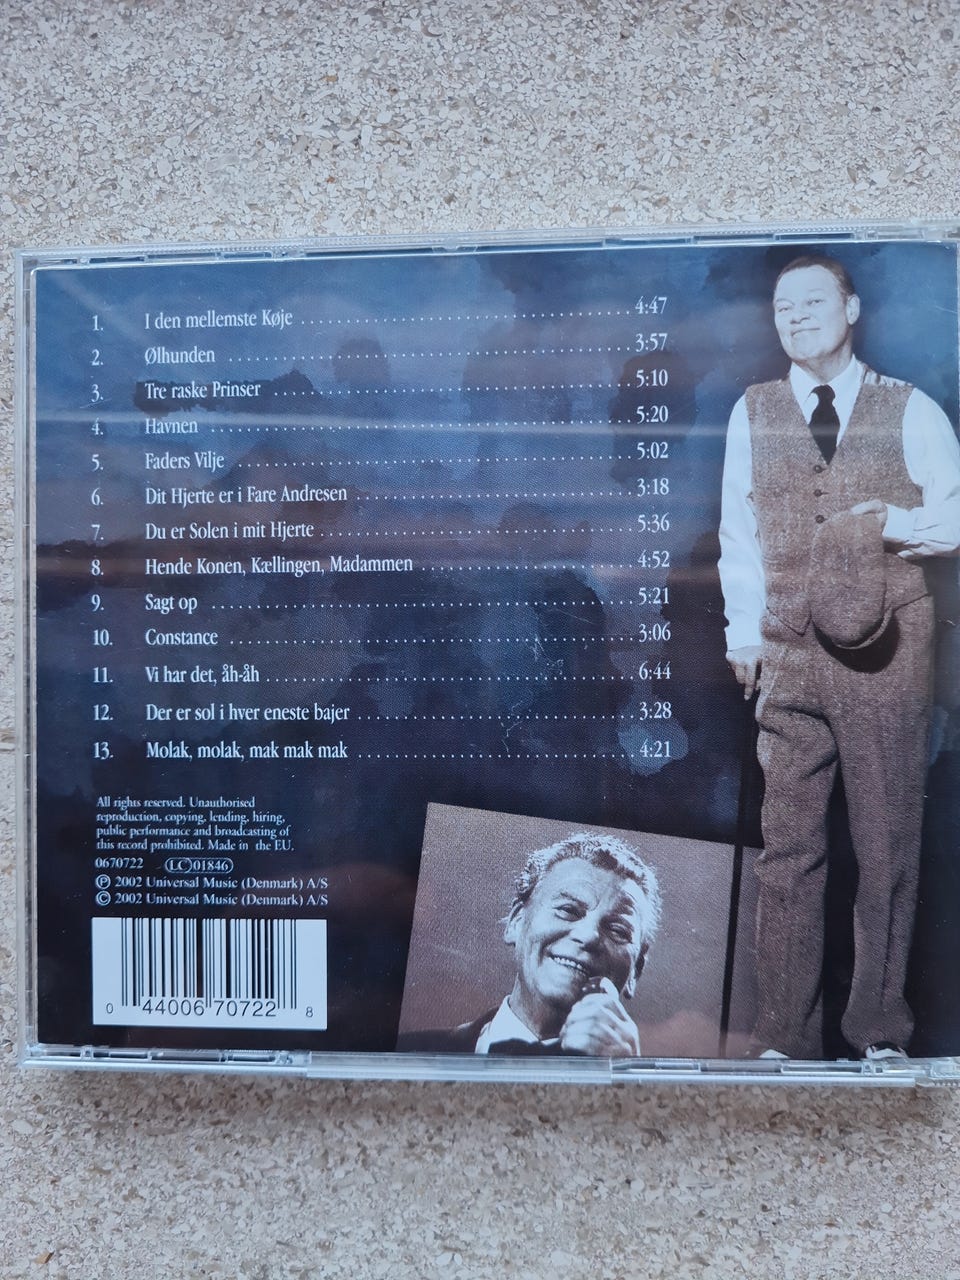 1. I den mellemste Køje 4:47
2. Ølhunden 3:57
3. Tre raske Prinser 5:10
4. Havnen 5:20
5. Faders Vilje 5:02
6. Dit Hjerte er i Fare Andresen 3:18
7. Du er Solen i mit Hjerte 5:36
8. Hende Konen, Kællingen, Madammen 4:52
9. Sagt op 5:21
10. Constance 3:06
11. Vi har det, åh-åh 6:44
12. Der er sol i hver eneste bajer 3:28
13. Molak, molak, mak mak mak 4:21
All rights reserved. Unauthorised
reproduction, copying, lending, hiring,
public performance and broadcasting of
this record prohibited. Made in the EU.
0670722 LC 01846
Ⓟ 2002 Universal Music (Denmark) A/S
© 2002 Universal Music (Denmark) A/S
0 44006 70722 8